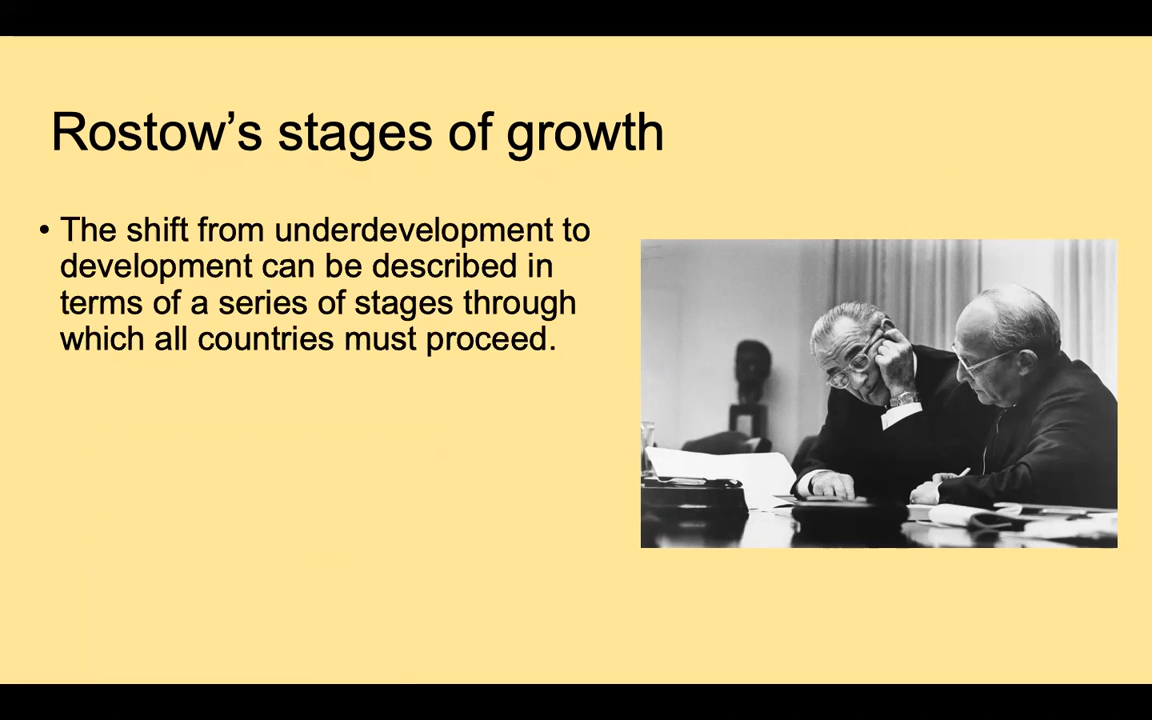 Rostow’s stages of growth
• The shift from underdevelopment to
development can be described in
terms of a series of stages through
which all countries must proceed.